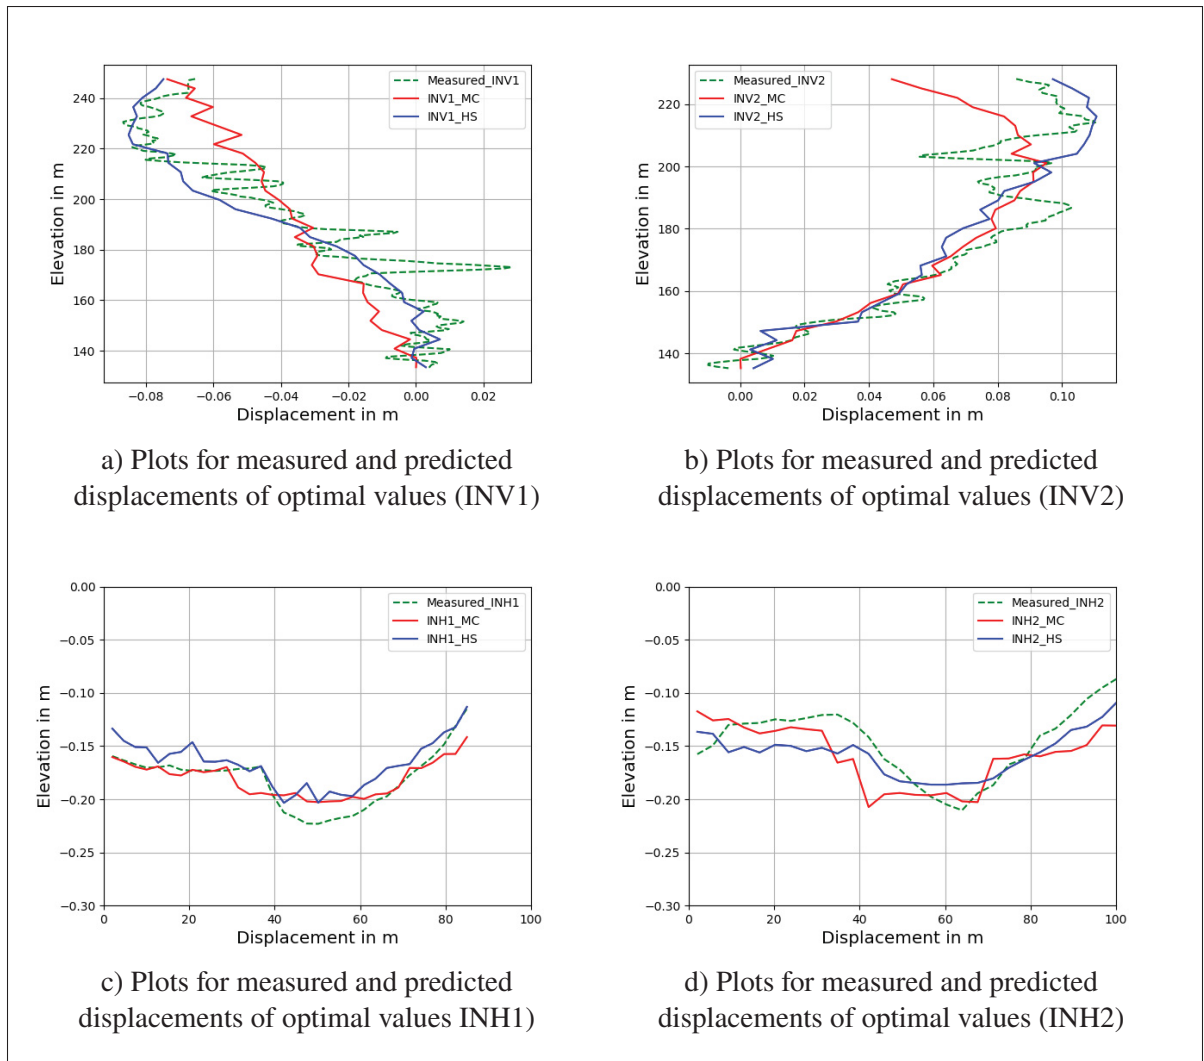 Measured_INV1
INV1_MC
INV1_HS
240
220
200
180
160
140
Elevation in m
−0.08 −0.06 −0.04 −0.02 0.00 0.02
Displacement in m
a) Plots for measured and predicted
displacements of optimal values (INV1)
Measured_INV2
INV2_MC
INV2_HS
220
200
180
160
140
Elevation in m
0.00 0.02 0.04 0.06 0.08 0.10
Displacement in m
b) Plots for measured and predicted
displacements of optimal values (INV2)
Measured_INH1
INH1_MC
INH1_HS
0.00
−0.05
−0.10
−0.15
−0.20
−0.25
−0.30
Elevation in m
0 20 40 60 80 100
Displacement in m
c) Plots for measured and predicted
displacements of optimal values INH1)
Measured_INH2
INH2_MC
INH2_HS
0.00
−0.05
−0.10
−0.15
−0.20
−0.25
−0.30
Elevation in m
0 20 40 60 80 100
Displacement in m
d) Plots for measured and predicted
displacements of optimal values (INH2)